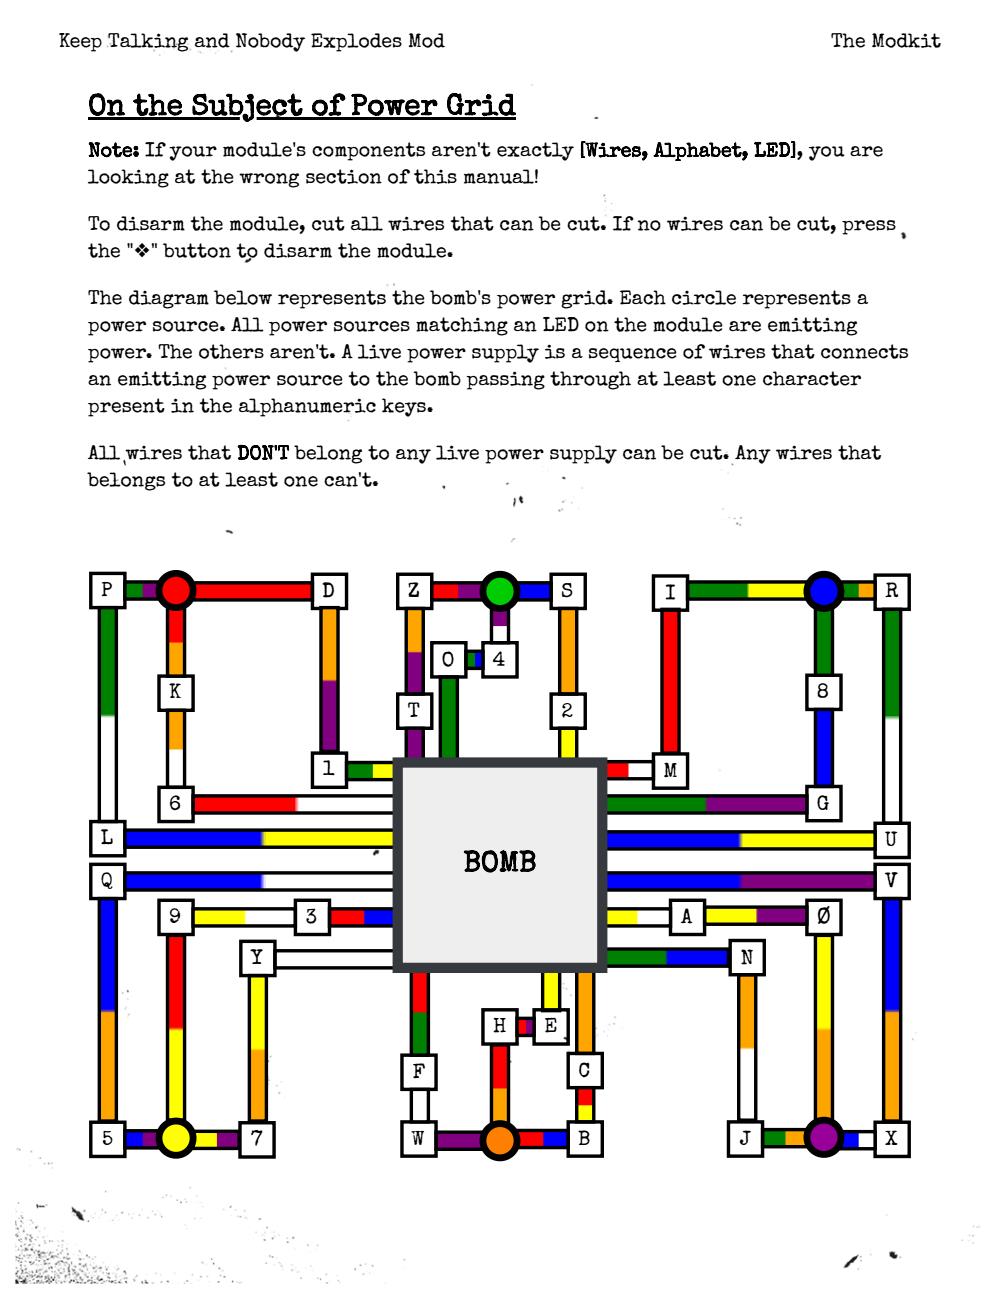 Keep Talking and Nobody Explodes Mod The Modkit
On the Subject of Power Grid
Note: If your module's components aren't exactly [Wires, Alphabet, LED], you are
looking at the wrong section of this manual!
To disarm the module, cut all wires that can be cut. If no wires can be cut, press
the "❖" button to disarm the module.
The diagram below represents the bomb's power grid. Each circle represents a
power source. All power sources matching an LED on the module are emitting
power. The others aren't. A live power supply is a sequence of wires that connects
an emitting power source to the bomb passing through at least one character
present in the alphanumeric keys.
All wires that DON'T belong to any live power supply can be cut. Any wires that
belongs to at least one can't.
P D Z S I R
O 4
K 8
T 2
1 M
6 G
L U
BOMB
Q V
9 3 A Ø
Y N
H E
F C
5 7 W B J X